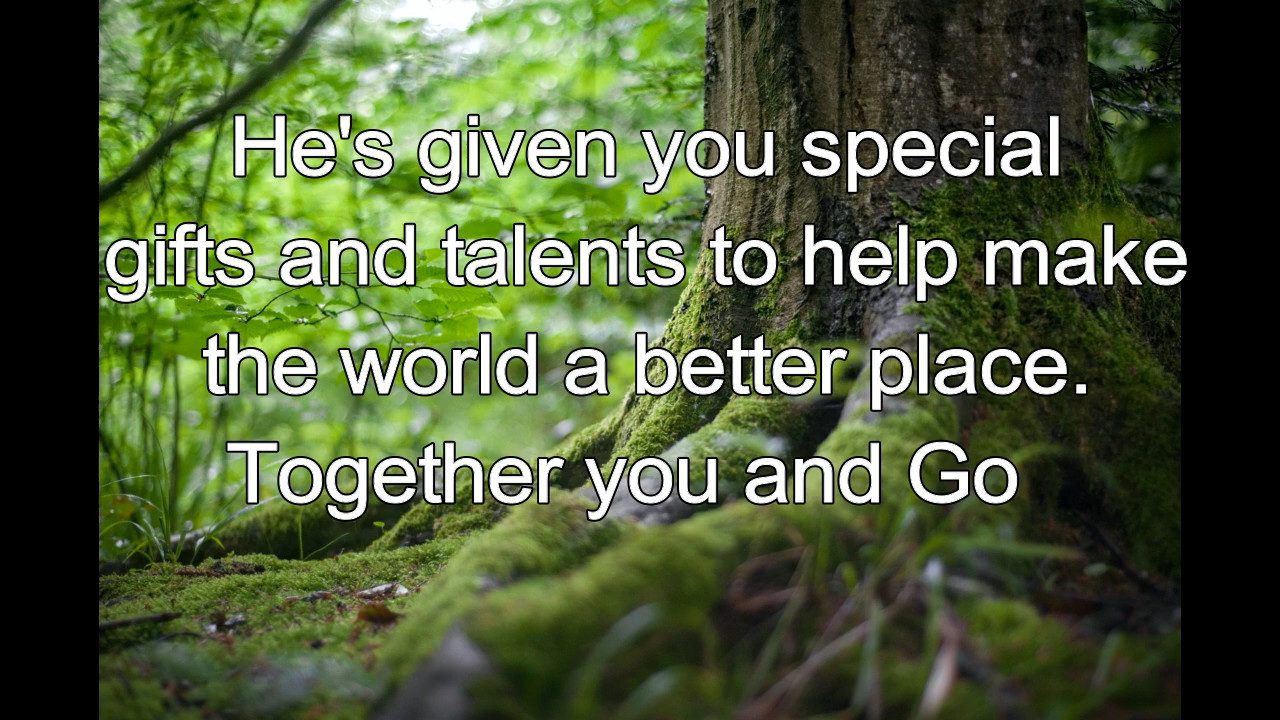 He's given you special
gifts and talents to help make
the world a better place.
Together you and Go